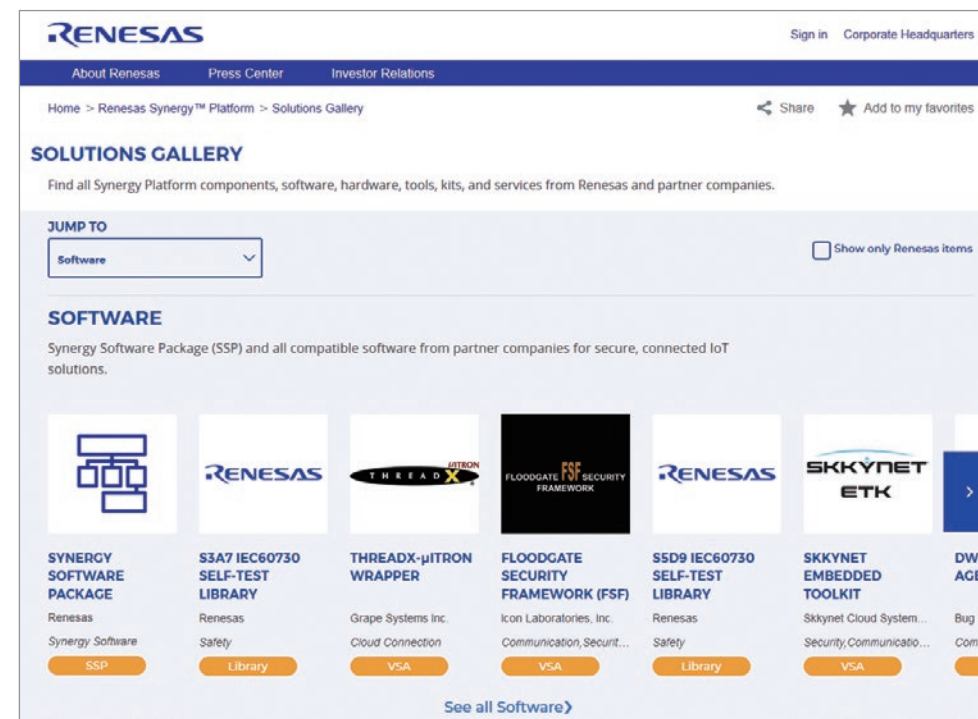 RENESAS
Sign in Corporate Headquarters
About Renesas Press Center Investor Relations
Home > Renesas Synergy™ Platform > Solutions Gallery
Share Add to my favorites
SOLUTIONS GALLERY
Find all Synergy Platform components, software, hardware, tools, kits, and services from Renesas and partner companies.
JUMP TO
Software
Show only Renesas items
SOFTWARE
Synergy Software Package (SSP) and all compatible software from partner companies for secure, connected IoT
solutions.
SYNERGY
SOFTWARE
PACKAGE
Renesas
Synergy Software
SSP
RENESAS
S3A7 IEC60730
SELF-TEST
LIBRARY
Renesas
Safety
Library
µITRON
THREADX
THREADX-µITRON
WRAPPER
Grape Systems Inc.
Cloud Connection
VSA
FLOODGATE FSF SECURITY
FRAMEWORK
FLOODGATE
SECURITY
FRAMEWORK (FSF)
Icon Laboratories, Inc.
Communication,Securit...
VSA
RENESAS
S5D9 IEC60730
SELF-TEST
LIBRARY
Renesas
Safety
Library
SKKYNET
ETK
SKKYNET
EMBEDDED
TOOLKIT
Skkynet Cloud System...
Security,Communicatio...
VSA
DW
AGE
Bug
Com
See all Software❯